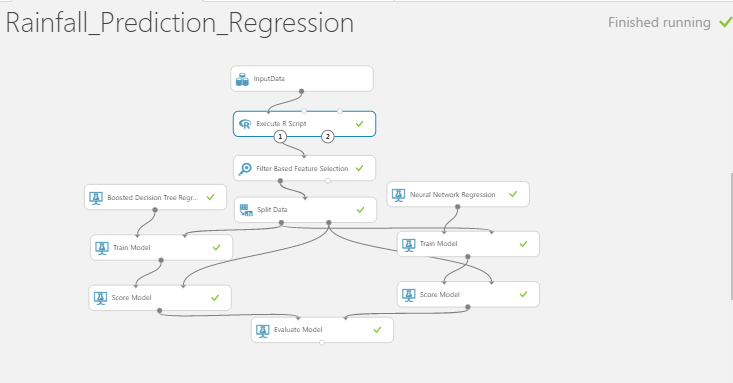 Rainfall_Prediction_Regression
Finished running
InputData
Execute R Script
1
2
Filter Based Feature Selection
Boosted Decision Tree Regr...
Neural Network Regression
Split Data
Train Model
Train Model
Score Model
Score Model
Evaluate Model